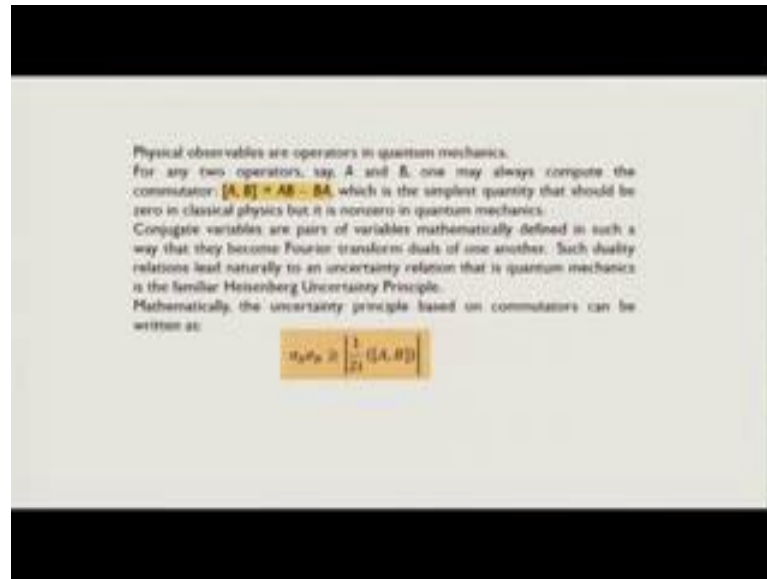 Physical observables are operators in quantum mechanics.
For any two operators, say, A and B, one may always compute the
commutator: [A, B] = AB - BA, which is the simplest quantity that should be
zero in classical physics but it is nonzero in quantum mechanics.
Conjugate variables are pairs of variables mathematically defined in such a
way that they become Fourier transform duals of one another. Such duality
relations lead naturally to an uncertainty relation that is quantum mechanics
is the familiar Heisenberg Uncertainty Principle.
Mathematically, the uncertainty principle based on commutators can be
written as:
σ_Aσ_B ≥ |1/2i ⟨[A, B]⟩|